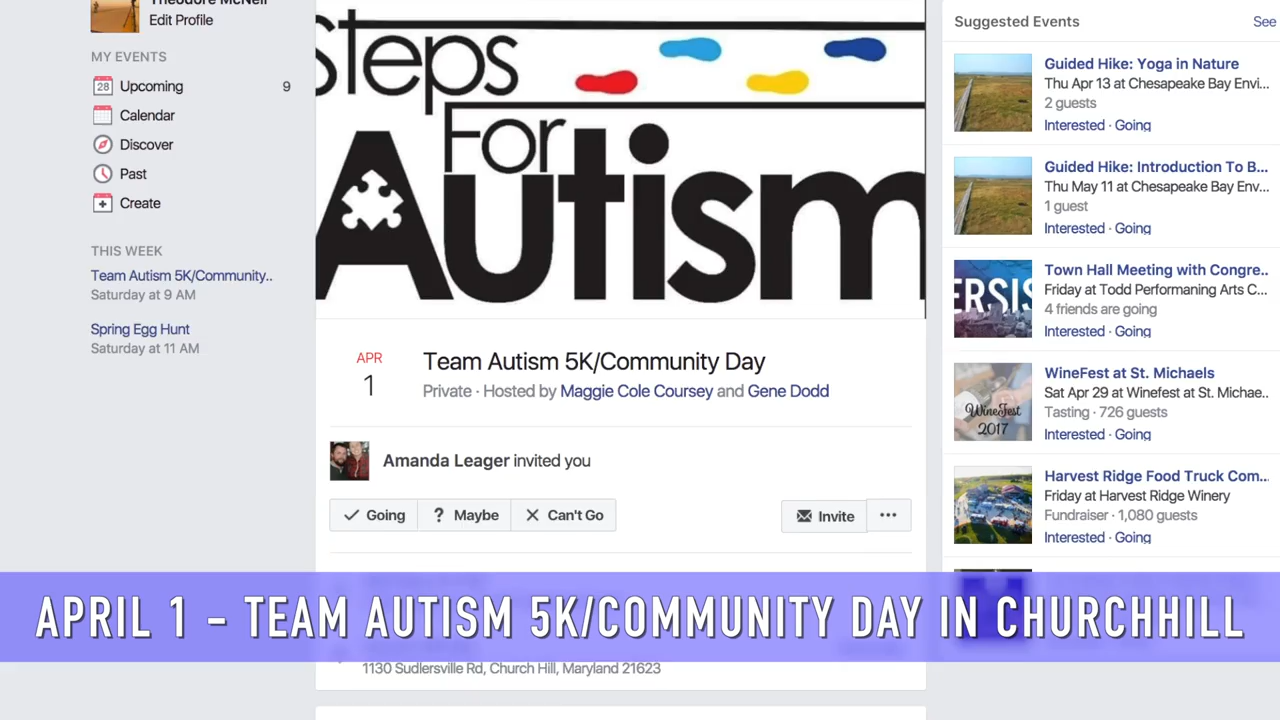 Theodore McNeil
Edit Profile
MY EVENTS
28 Upcoming 9
Calendar
Discover
Past
Create
THIS WEEK
Team Autism 5K/Community..
Saturday at 9 AM
Spring Egg Hunt
Saturday at 11 AM
Steps
For
Autism
APR
1
Team Autism 5K/Community Day
Private · Hosted by Maggie Cole Coursey and Gene Dodd
Amanda Leager invited you
Going
? Maybe
Can't Go
Invite
1130 Sudlersville Rd, Church Hill, Maryland 21623
Suggested Events
See
Guided Hike: Yoga in Nature
Thu Apr 13 at Chesapeake Bay Envi...
2 guests
Interested · Going
Guided Hike: Introduction To B...
Thu May 11 at Chesapeake Bay Env...
1 guest
Interested · Going
ERSIS
Town Hall Meeting with Congre..
Friday at Todd Performaning Arts C...
4 friends are going
Interested · Going
WineFest
2017
WineFest at St. Michaels
Sat Apr 29 at Winefest at St. Michae..
Tasting · 726 guests
Interested · Going
Harvest Ridge Food Truck Com...
Friday at Harvest Ridge Winery
Fundraiser · 1,080 guests
Interested · Going
APRIL 1 – TEAM AUTISM 5K/COMMUNITY DAY IN CHURCHHILL